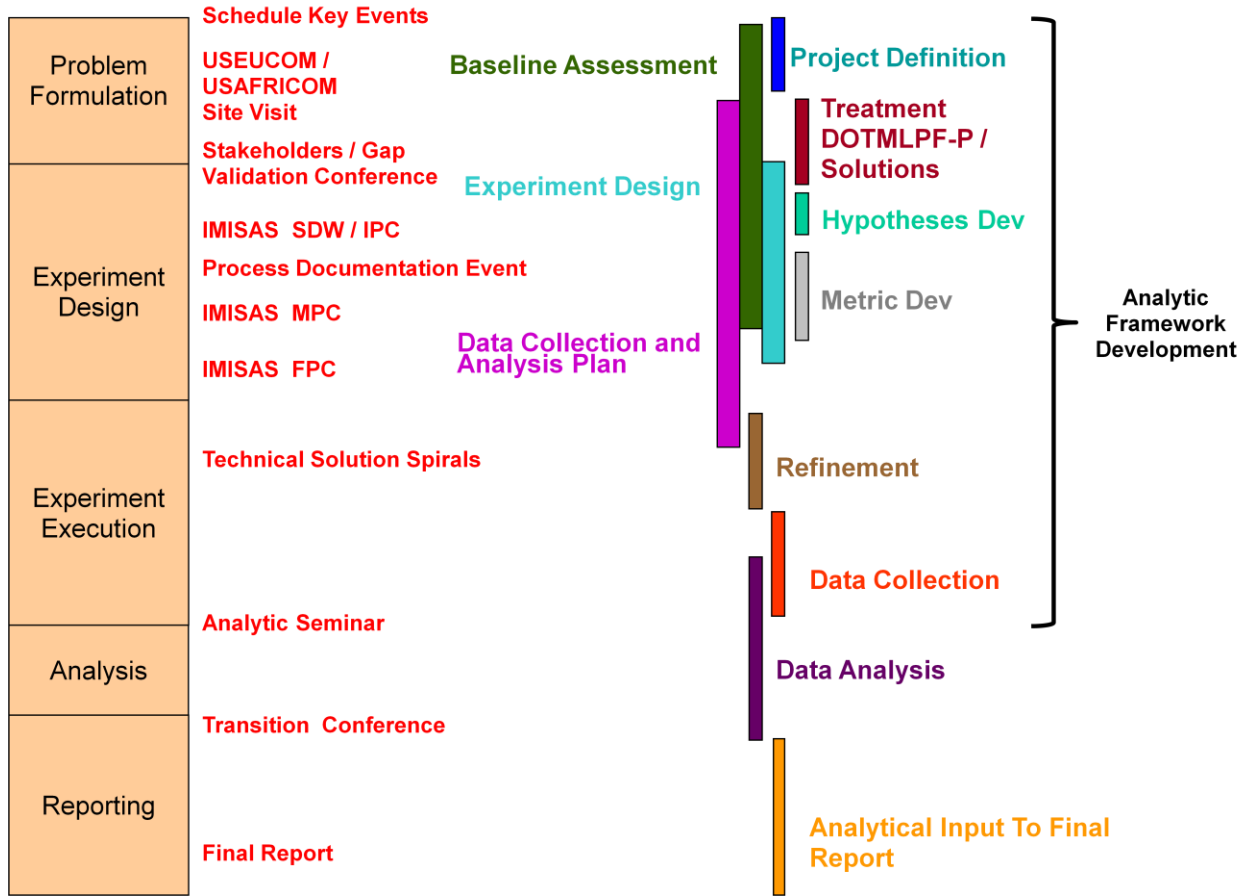 Problem
Formulation
Experiment
Design
Experiment
Execution
Analysis
Reporting
Schedule Key Events
USEUCOM /
USAFRICOM
Site Visit
Stakeholders / Gap
Validation Conference
IMISAS SDW / IPC
Process Documentation Event
IMISAS MPC
IMISAS FPC
Technical Solution Spirals
Analytic Seminar
Transition Conference
Final Report
Baseline Assessment
Experiment Design
Data Collection and
Analysis Plan
Project Definition
Treatment
DOTMLPF-P /
Solutions
Hypotheses Dev
Metric Dev
Refinement
Data Collection
Data Analysis
Analytical Input To Final
Report
Analytic
Framework
Development